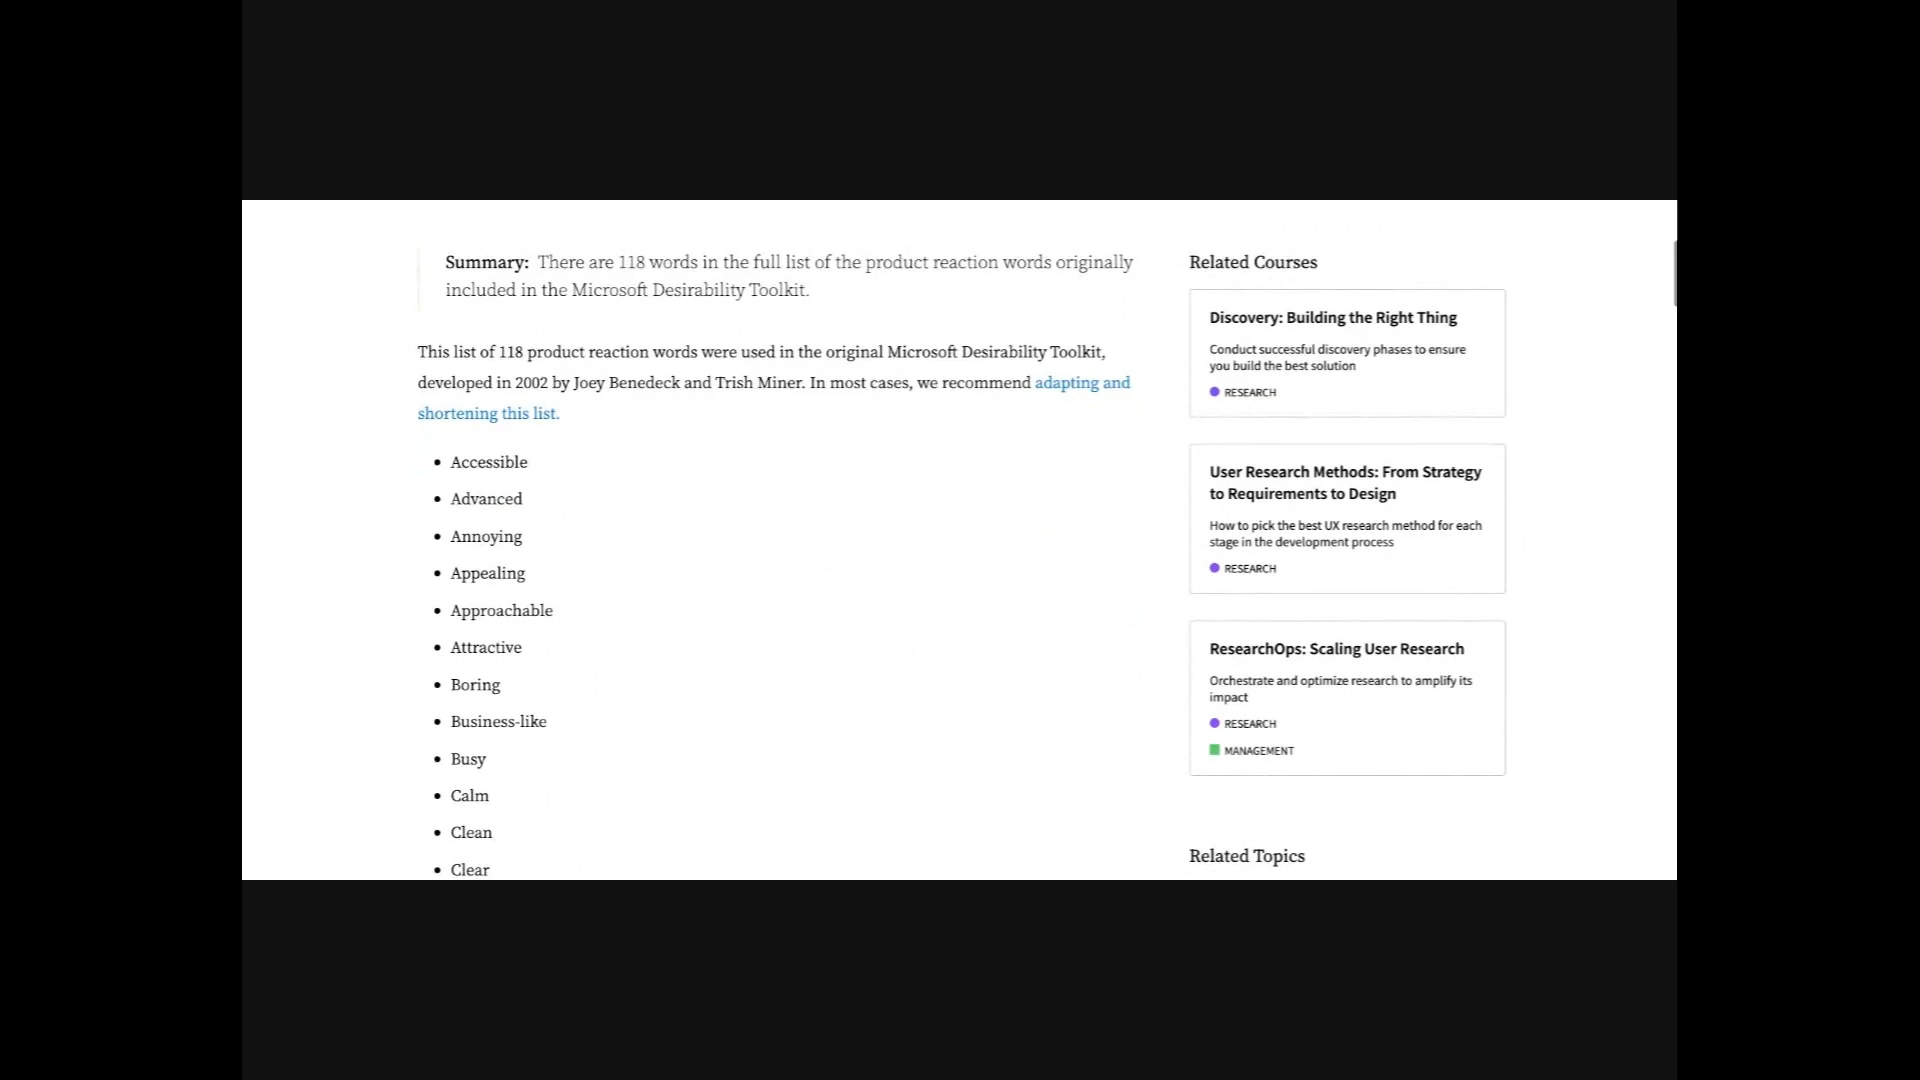 Summary: There are 118 words in the full list of the product reaction words originally
included in the Microsoft Desirability Toolkit.
This list of 118 product reaction words were used in the original Microsoft Desirability Toolkit,
developed in 2002 by Joey Benedeck and Trish Miner. In most cases, we recommend adapting and
shortening this list.
• Accessible
• Advanced
• Annoying
• Appealing
• Approachable
• Attractive
• Boring
• Business-like
• Busy
• Calm
• Clean
• Clear
Related Courses
Discovery: Building the Right Thing
Conduct successful discovery phases to ensure
you build the best solution
RESEARCH
User Research Methods: From Strategy
to Requirements to Design
How to pick the best UX research method for each
stage in the development process
RESEARCH
ResearchOps: Scaling User Research
Orchestrate and optimize research to amplify its
impact
RESEARCH
MANAGEMENT
Related Topics